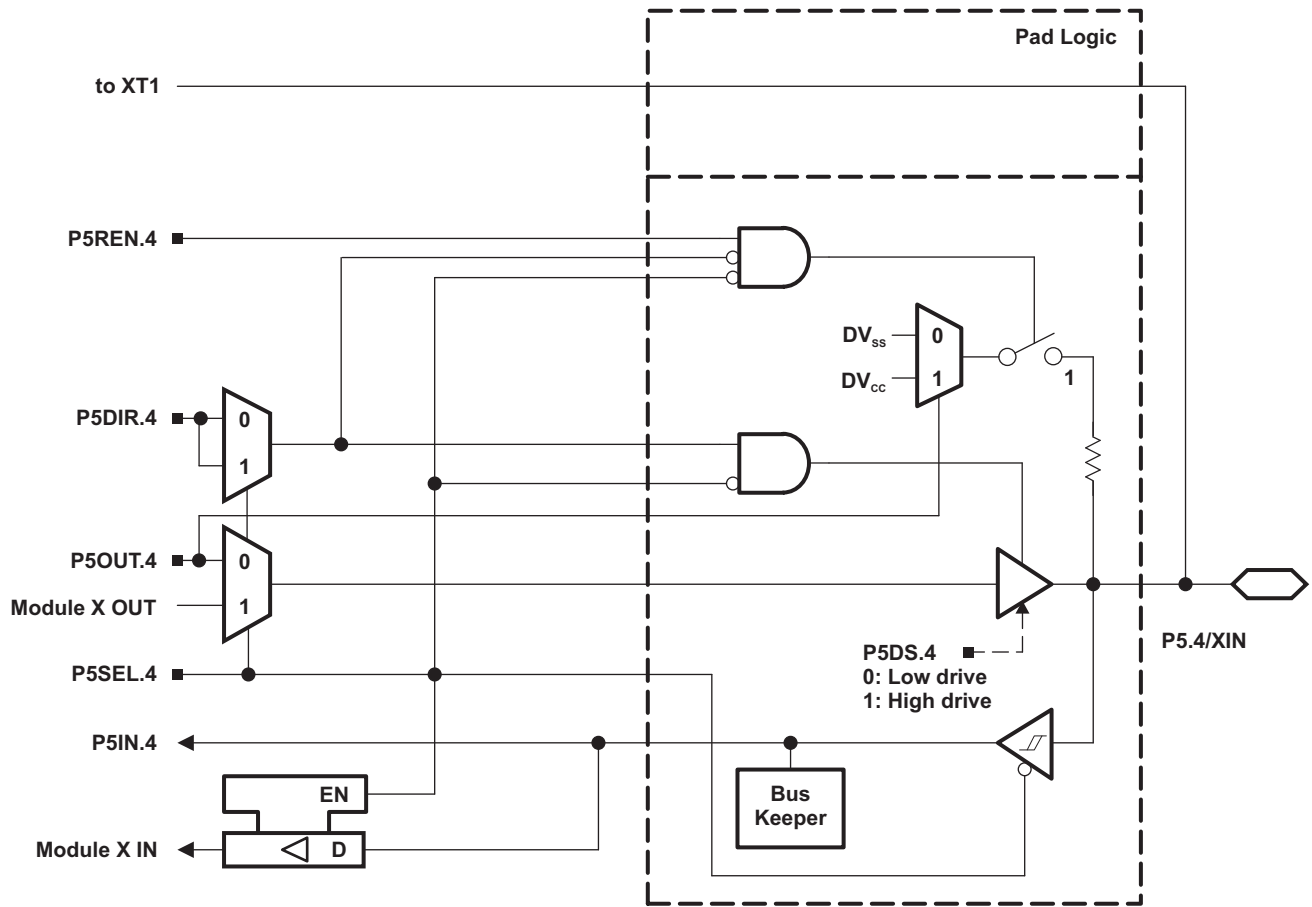 Pad Logic
to XT1
P5REN.4
DVSS
0
DVCC
1
1
P5DIR.4
0
1
P5OUT.4
0
Module X OUT
1
P5DS.4
0: Low drive
1: High drive
P5.4/XIN
P5SEL.4
P5IN.4
EN
Bus
Keeper
Module X IN
D